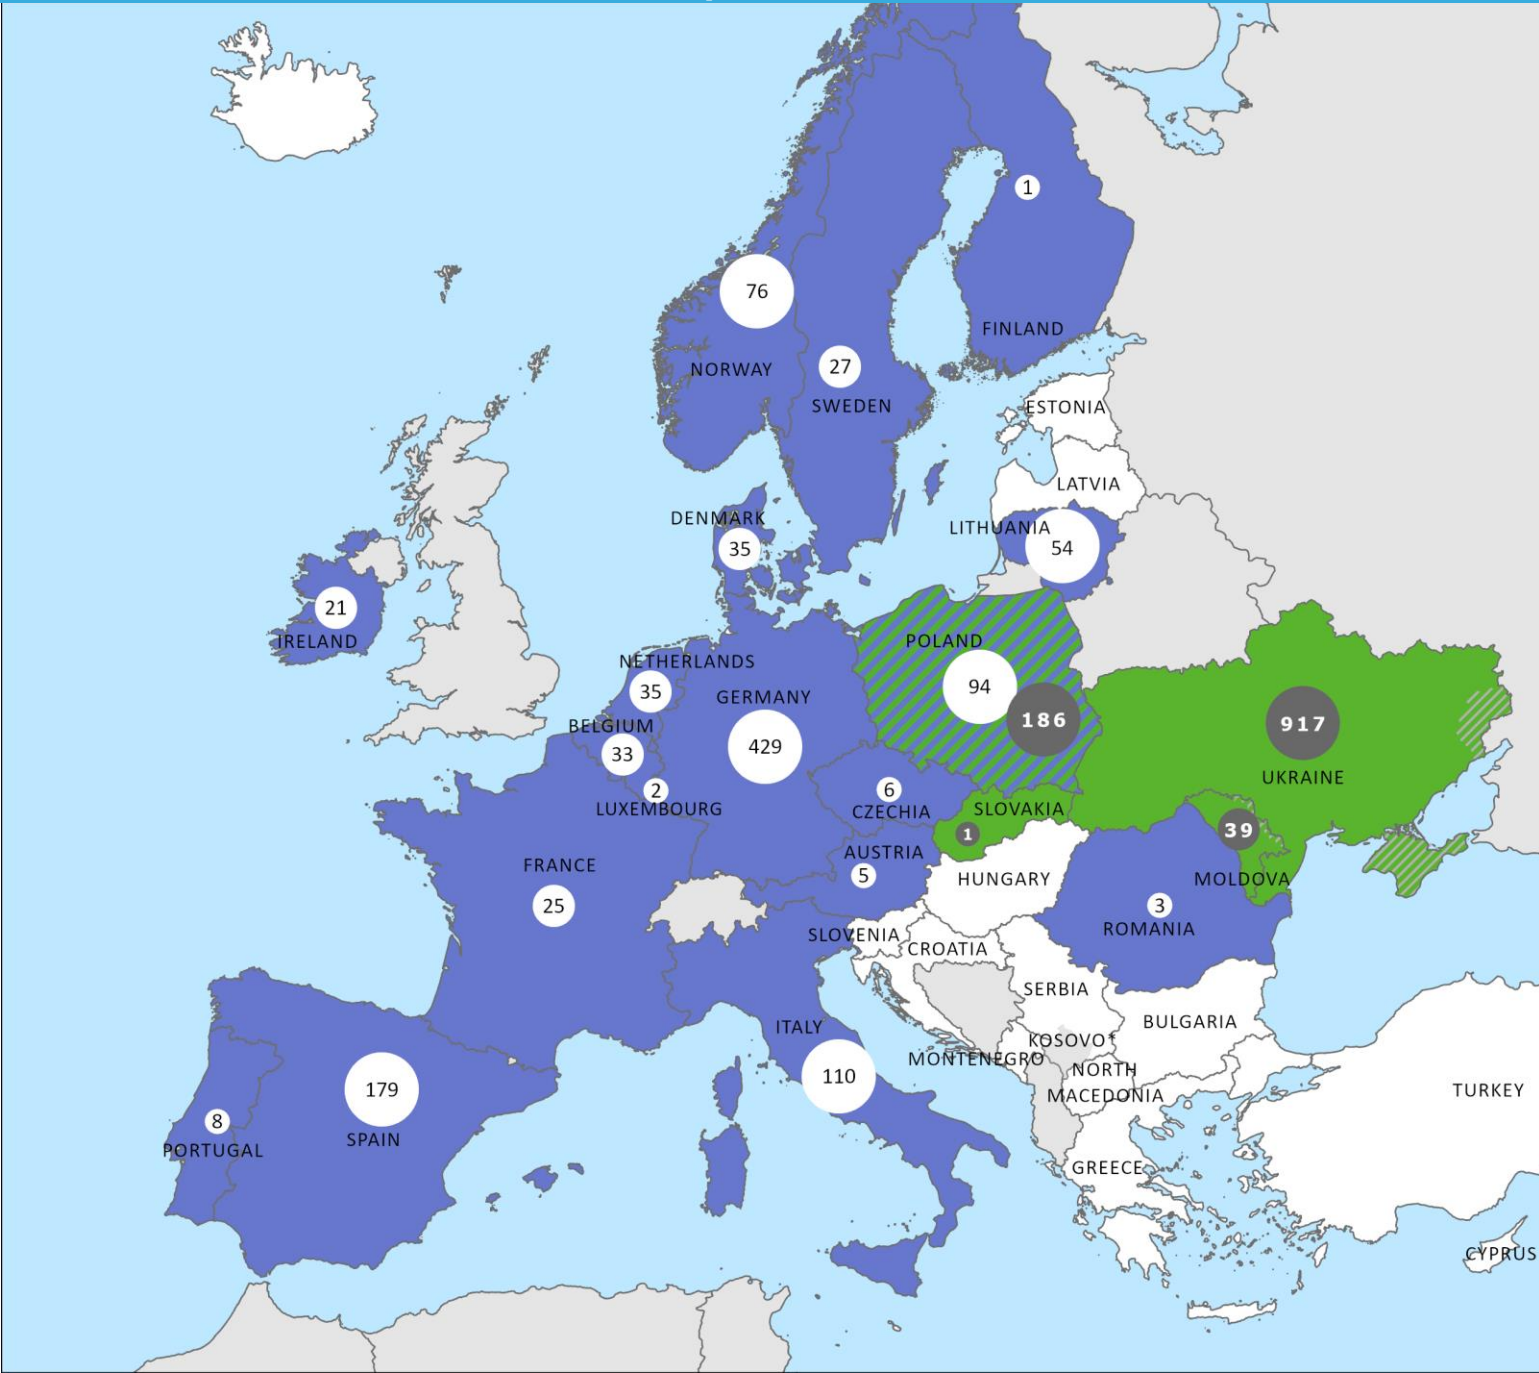 1
76
FINLAND
27
NORWAY
SWEDEN
ESTONIA
LATVIA
DENMARK
LITHUANIA
35
54
21
IRELAND
POLAND
NETHERLANDS
94
35
GERMANY
186
917
BELGIUM
429
33
UKRAINE
2
6
LUXEMBOURG
CZECHIA
SLOVAKIA
1
39
AUSTRIA
FRANCE
5
HUNGARY
MOLDOVA
25
3
SLOVENIA
ROMANIA
CROATIA
SERBIA
BULGARIA
ITALY
KOSOVO*
MONTENEGRO
NORTH
MACEDONIA
110
179
TURKEY
8
SPAIN
PORTUGAL
GREECE
CYPRUS